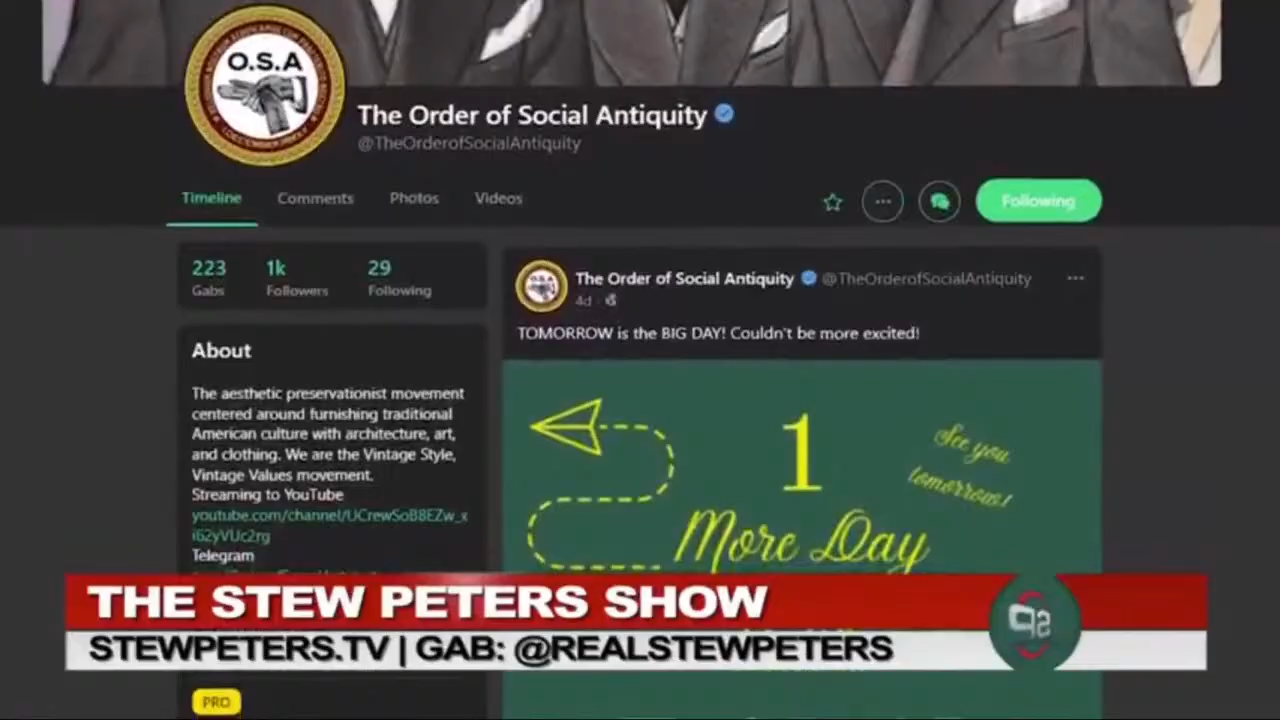 O.S.A
The Order of Social Antiquity
@TheOrderofSocialAntiquity
Timeline Comments Photos Videos
Following
223 1k 29
Gabs Followers Following
About
The aesthetic preservationist movement
centered around furnishing traditional
American culture with architecture, art,
and clothing. We are the Vintage Style,
Vintage Values movement.
Streaming to YouTube
youtube.com/channel/UCrewSoB8EZw_x
i62yVUc2rg
Telegram
PRO
O.S.A
The Order of Social Antiquity @TheOrderofSocialAntiquity
4d
TOMORROW is the BIG DAY! Couldn't be more excited!
1
More Day
See you
tomorrow!
THE STEW PETERS SHOW
STEWPETERS.TV | GAB: @REALSTEWPETERS